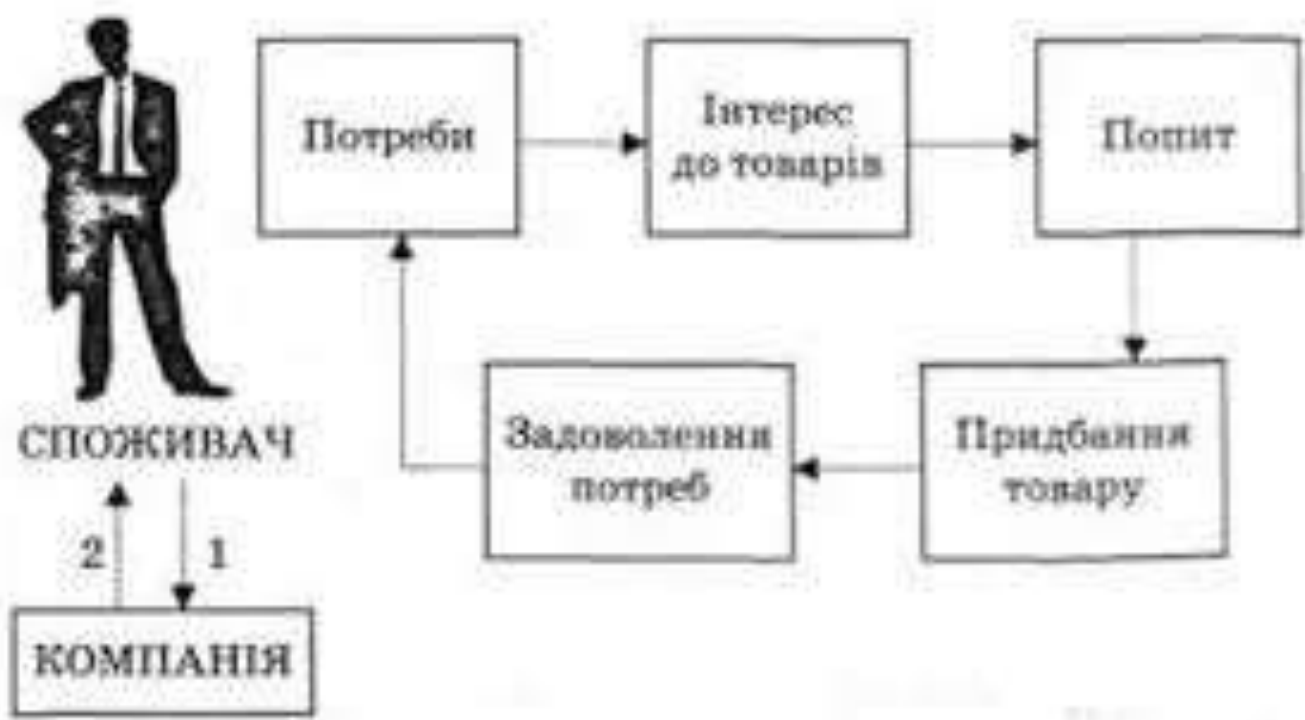 Потреби
Інтерес
до товарів
Попит
СПОЖИВАЧ
Задоволення
потреб
Придбання
товару
2
1
КОМПАНІЯ